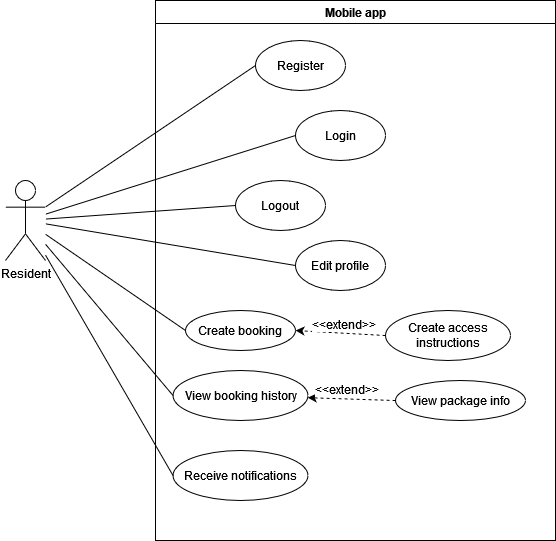 Mobile app
Register
Login
Logout
Resident
Edit profile
Create booking
<<extend>>
Create access
instructions
View booking history
<<extend>>
View package info
Receive notifications